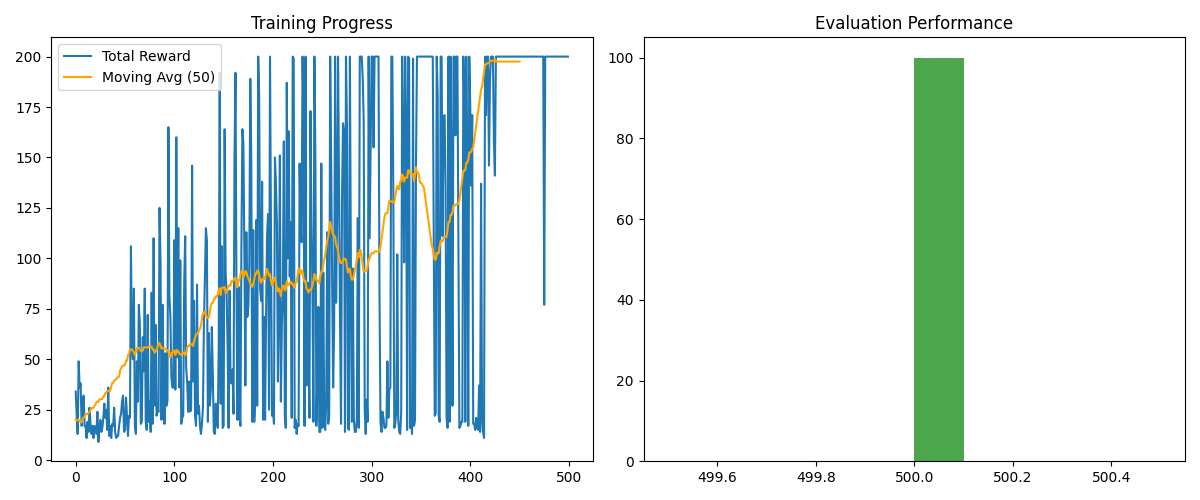 Training Progress
Total Reward
Moving Avg (50)
200
175
150
125
100
75
50
25
0
0 100 200 300 400 500
Evaluation Performance
100
80
60
40
20
0
499.6 499.8 500.0 500.2 500.4